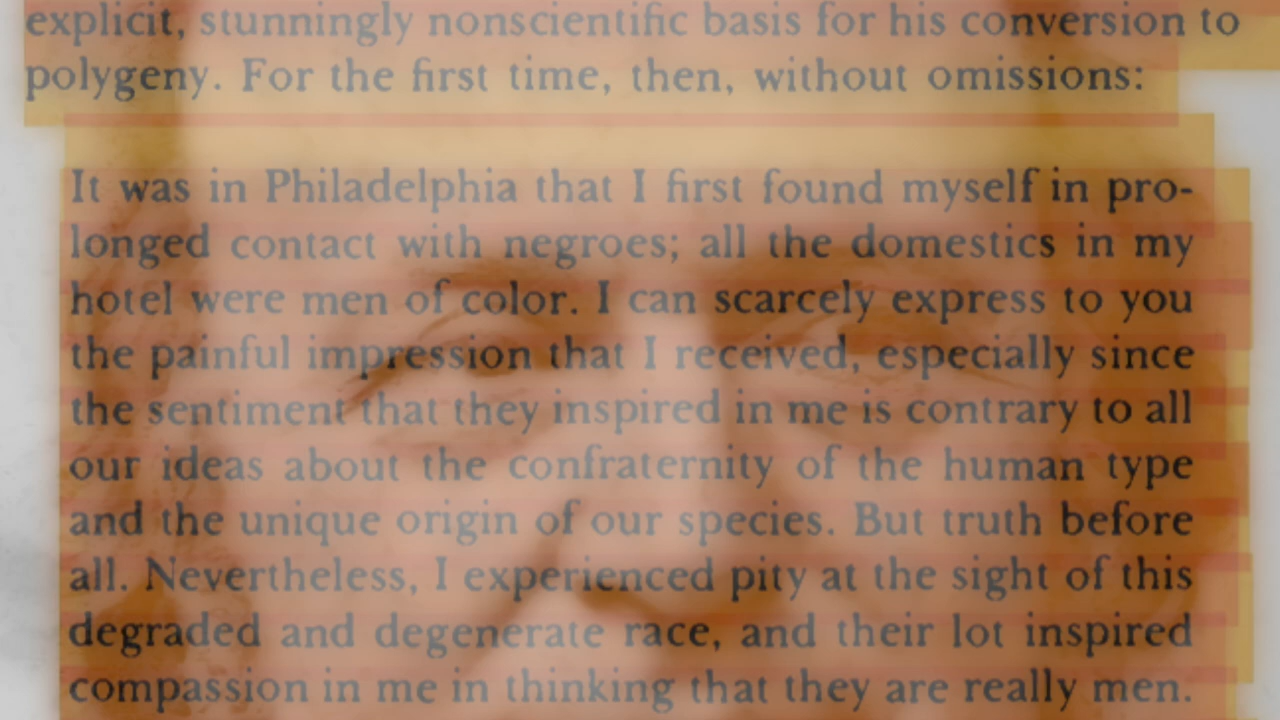 explicit, stunningly nonscientific basis for his conversion to
polygeny. For the first time, then, without omissions:
It was in Philadelphia that I first found myself in pro-
longed contact with negroes; all the domestics in my
hotel were men of color. I can scarcely express to you
the painful impression that I received, especially since
the sentiment that they inspired in me is contrary to all
our ideas about the confraternity of the human type
and the unique origin of our species. But truth before
all. Nevertheless, I experienced pity at the sight of this
degraded and degenerate race, and their lot inspired
compassion in me in thinking that they are really men.